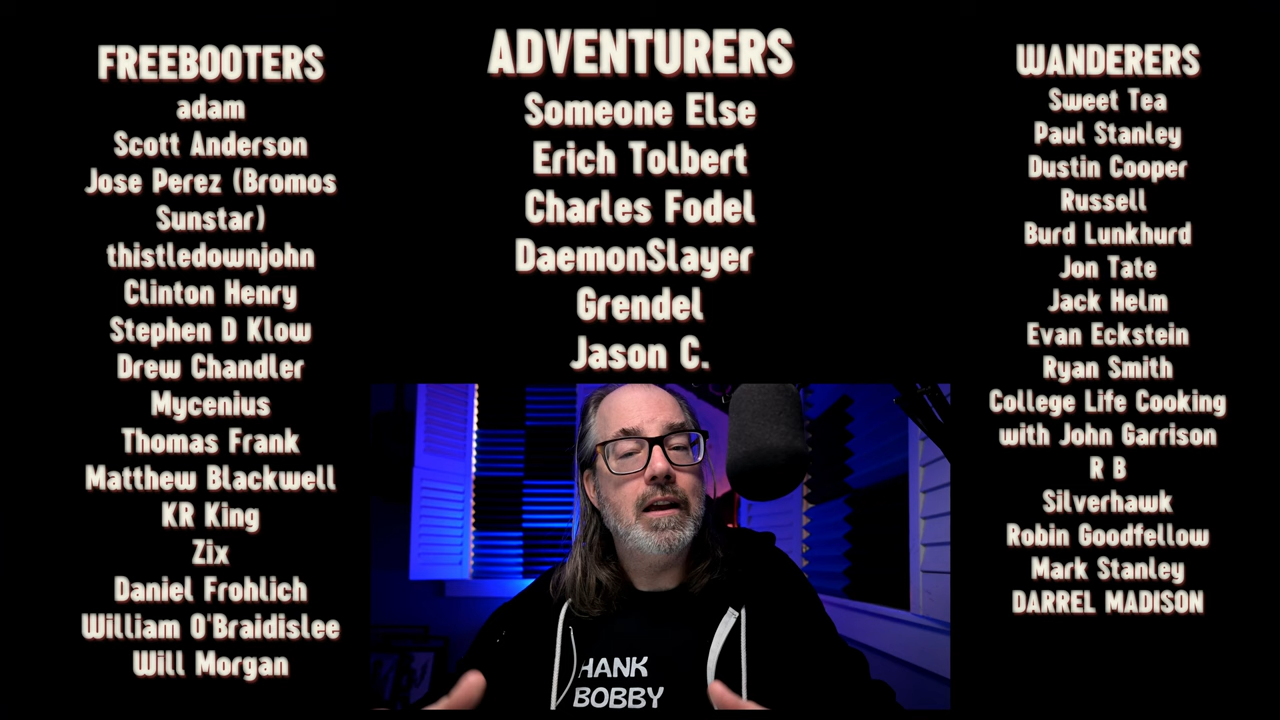 FREEBOOTERS
adam
Scott Anderson
Jose Perez (Bromos
Sunstar)
thistledownjohn
Clinton Henry
Stephen D Klow
Drew Chandler
Mycenius
Thomas Frank
Matthew Blackwell
KR King
Zix
Daniel Frohlich
William O'Braidislee
Will Morgan
ADVENTURERS
Someone Else
Erich Tolbert
Charles Fodel
DaemonSlayer
Grendel
Jason C.
HANK
BOBBY
WANDERERS
Sweet Tea
Paul Stanley
Dustin Cooper
Russell
Burd Lunkhurd
Jon Tate
Jack Helm
Evan Eckstein
Ryan Smith
College Life Cooking
with John Garrison
R B
Silverhawk
Robin Goodfellow
Mark Stanley
DARREL MADISON